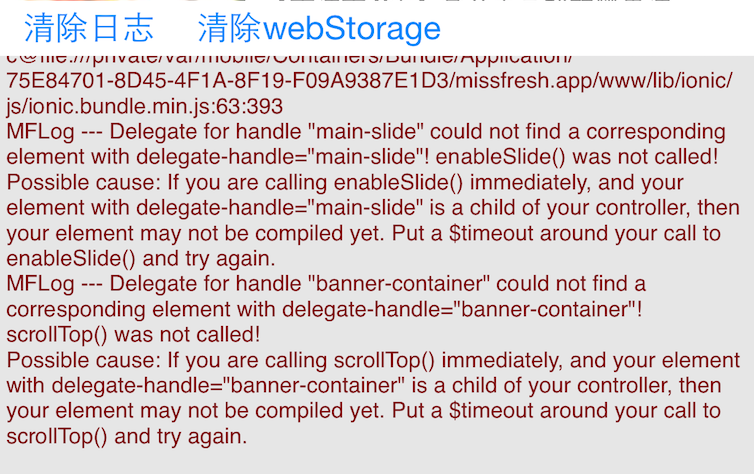 清除日志 清除webStorage
c@file:///private/var/mobile/Containers/Bundle/Application/
75E84701-8D45-4F1A-8F19-F09A9387E1D3/missfresh.app/www/lib/ionic/
js/ionic.bundle.min.js:63:393
MFLog --- Delegate for handle "main-slide" could not find a corresponding
element with delegate-handle="main-slide"! enableSlide() was not called!
Possible cause: If you are calling enableSlide() immediately, and your
element with delegate-handle="main-slide" is a child of your controller, then
your element may not be compiled yet. Put a $timeout around your call to
enableSlide() and try again.
MFLog --- Delegate for handle "banner-container" could not find a
corresponding element with delegate-handle="banner-container"!
scrollTop() was not called!
Possible cause: If you are calling scrollTop() immediately, and your element
with delegate-handle="banner-container" is a child of your controller, then
your element may not be compiled yet. Put a $timeout around your call to
scrollTop() and try again.